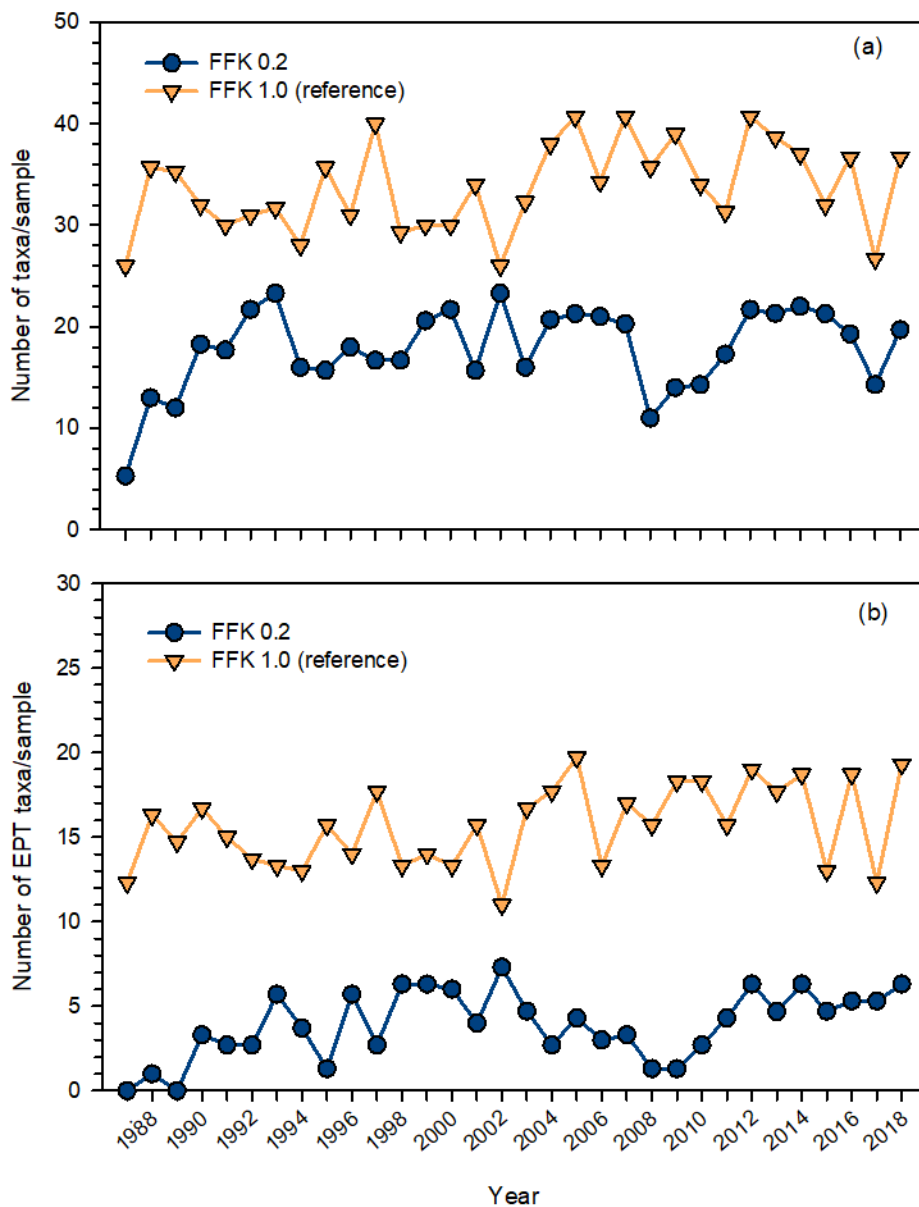 50
(a)
FFK 0.2
FFK 1.0 (reference)
40
30
20
10
0
Number of taxa/sample
30
(b)
FFK 0.2
FFK 1.0 (reference)
25
20
15
10
5
0
Number of EPT taxa/sample
1988 1990 1992 1994 1996 1998 2000 2002 2004 2006 2008 2010 2012 2014 2016 2018
Year